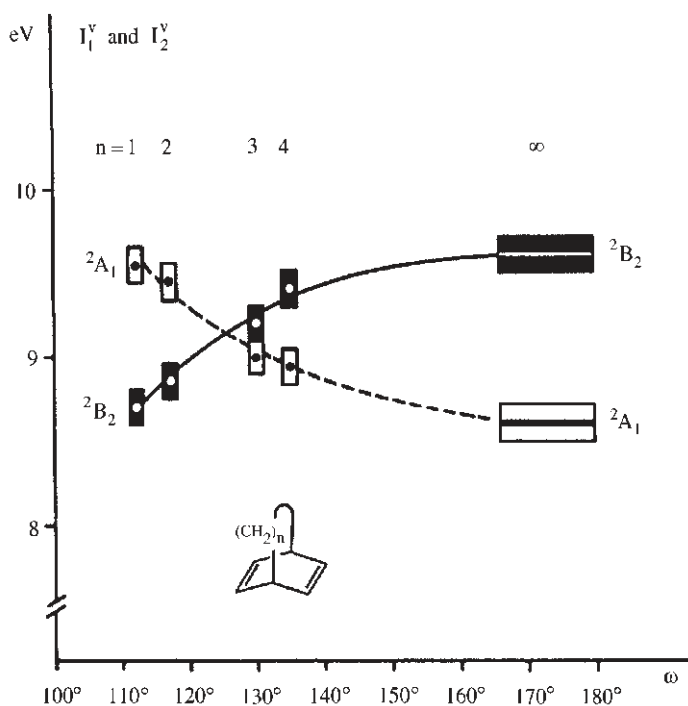 eV
I₁ᵛ and I₂ᵛ
n = 1 2 3 4 ∞
10
²A₁
²B₂
9
²B₂
²A₁
8
(CH₂)ₙ
100° 110° 120° 130° 140° 150° 160° 170° 180° ω